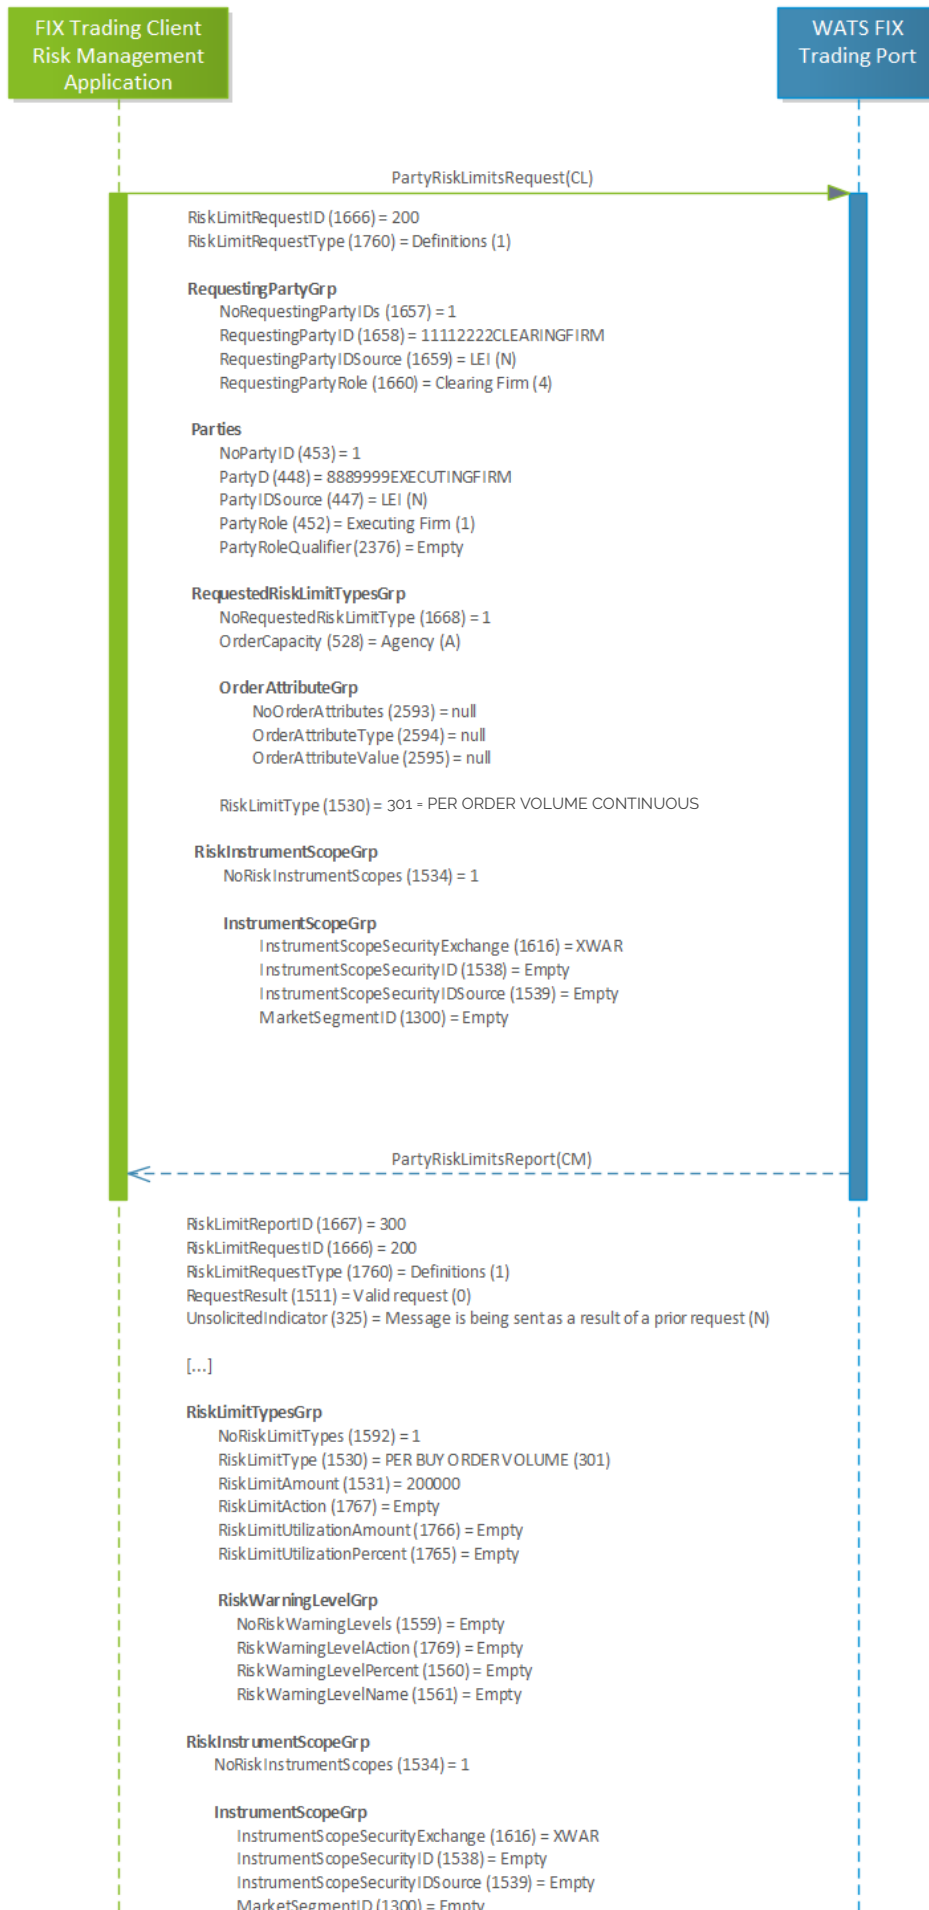 FIX Trading Client
Risk Management
Application
WATS FIX
Trading Port
PartyRiskLimitsRequest(CL)
RiskLimitRequestID (1666) = 200
RiskLimitRequestType (1760) = Definitions (1)
RequestingPartyGrp
NoRequestingPartyIDs (1657) = 1
RequestingPartyID (1658) = 11112222CLEARINGFIRM
RequestingPartyIDSource (1659) = LEI (N)
RequestingPartyRole (1660) = Clearing Firm (4)
Parties
NoPartyID (453) = 1
PartyD (448) = 8889999EXECUTINGFIRM
PartyIDSource (447) = LEI (N)
PartyRole (452) = Executing Firm (1)
PartyRoleQualifier (2376) = Empty
RequestedRiskLimitTypesGrp
NoRequestedRiskLimitType (1668) = 1
OrderCapacity (528) = Agency (A)
OrderAttributeGrp
NoOrderAttributes (2593) = null
OrderAttributeType (2594) = null
OrderAttributeValue (2595) = null
RiskLimitType (1530) = 301 = PER ORDER VOLUME CONTINUOUS
RiskInstrumentScopeGrp
NoRiskInstrumentScopes (1534) = 1
InstrumentScopeGrp
InstrumentScopeSecurityExchange (1616) = XWAR
InstrumentScopeSecurityID (1538) = Empty
InstrumentScopeSecurityIDSource (1539) = Empty
MarketSegmentID (1300) = Empty
PartyRiskLimitsReport(CM)
RiskLimitReportID (1667) = 300
RiskLimitRequestID (1666) = 200
RiskLimitRequestType (1760) = Definitions (1)
RequestResult (1511) = Valid request (0)
UnsolicitedIndicator (325) = Message is being sent as a result of a prior request (N)
[...]
RiskLimitTypesGrp
NoRiskLimitTypes (1592) = 1
RiskLimitType (1530) = PER BUY ORDER VOLUME (301)
RiskLimitAmount (1531) = 200000
RiskLimitAction (1767) = Empty
RiskLimitUtilizationAmount (1766) = Empty
RiskLimitUtilizationPercent (1765) = Empty
RiskWarningLevelGrp
NoRiskWarningLevels (1559) = Empty
RiskWarningLevelAction (1769) = Empty
RiskWarningLevelPercent (1560) = Empty
RiskWarningLevelName (1561) = Empty
RiskInstrumentScopeGrp
NoRiskInstrumentScopes (1534) = 1
InstrumentScopeGrp
InstrumentScopeSecurityExchange (1616) = XWAR
InstrumentScopeSecurityID (1538) = Empty
InstrumentScopeSecurityIDSource (1539) = Empty
MarketSegmentID (1300) = Empty